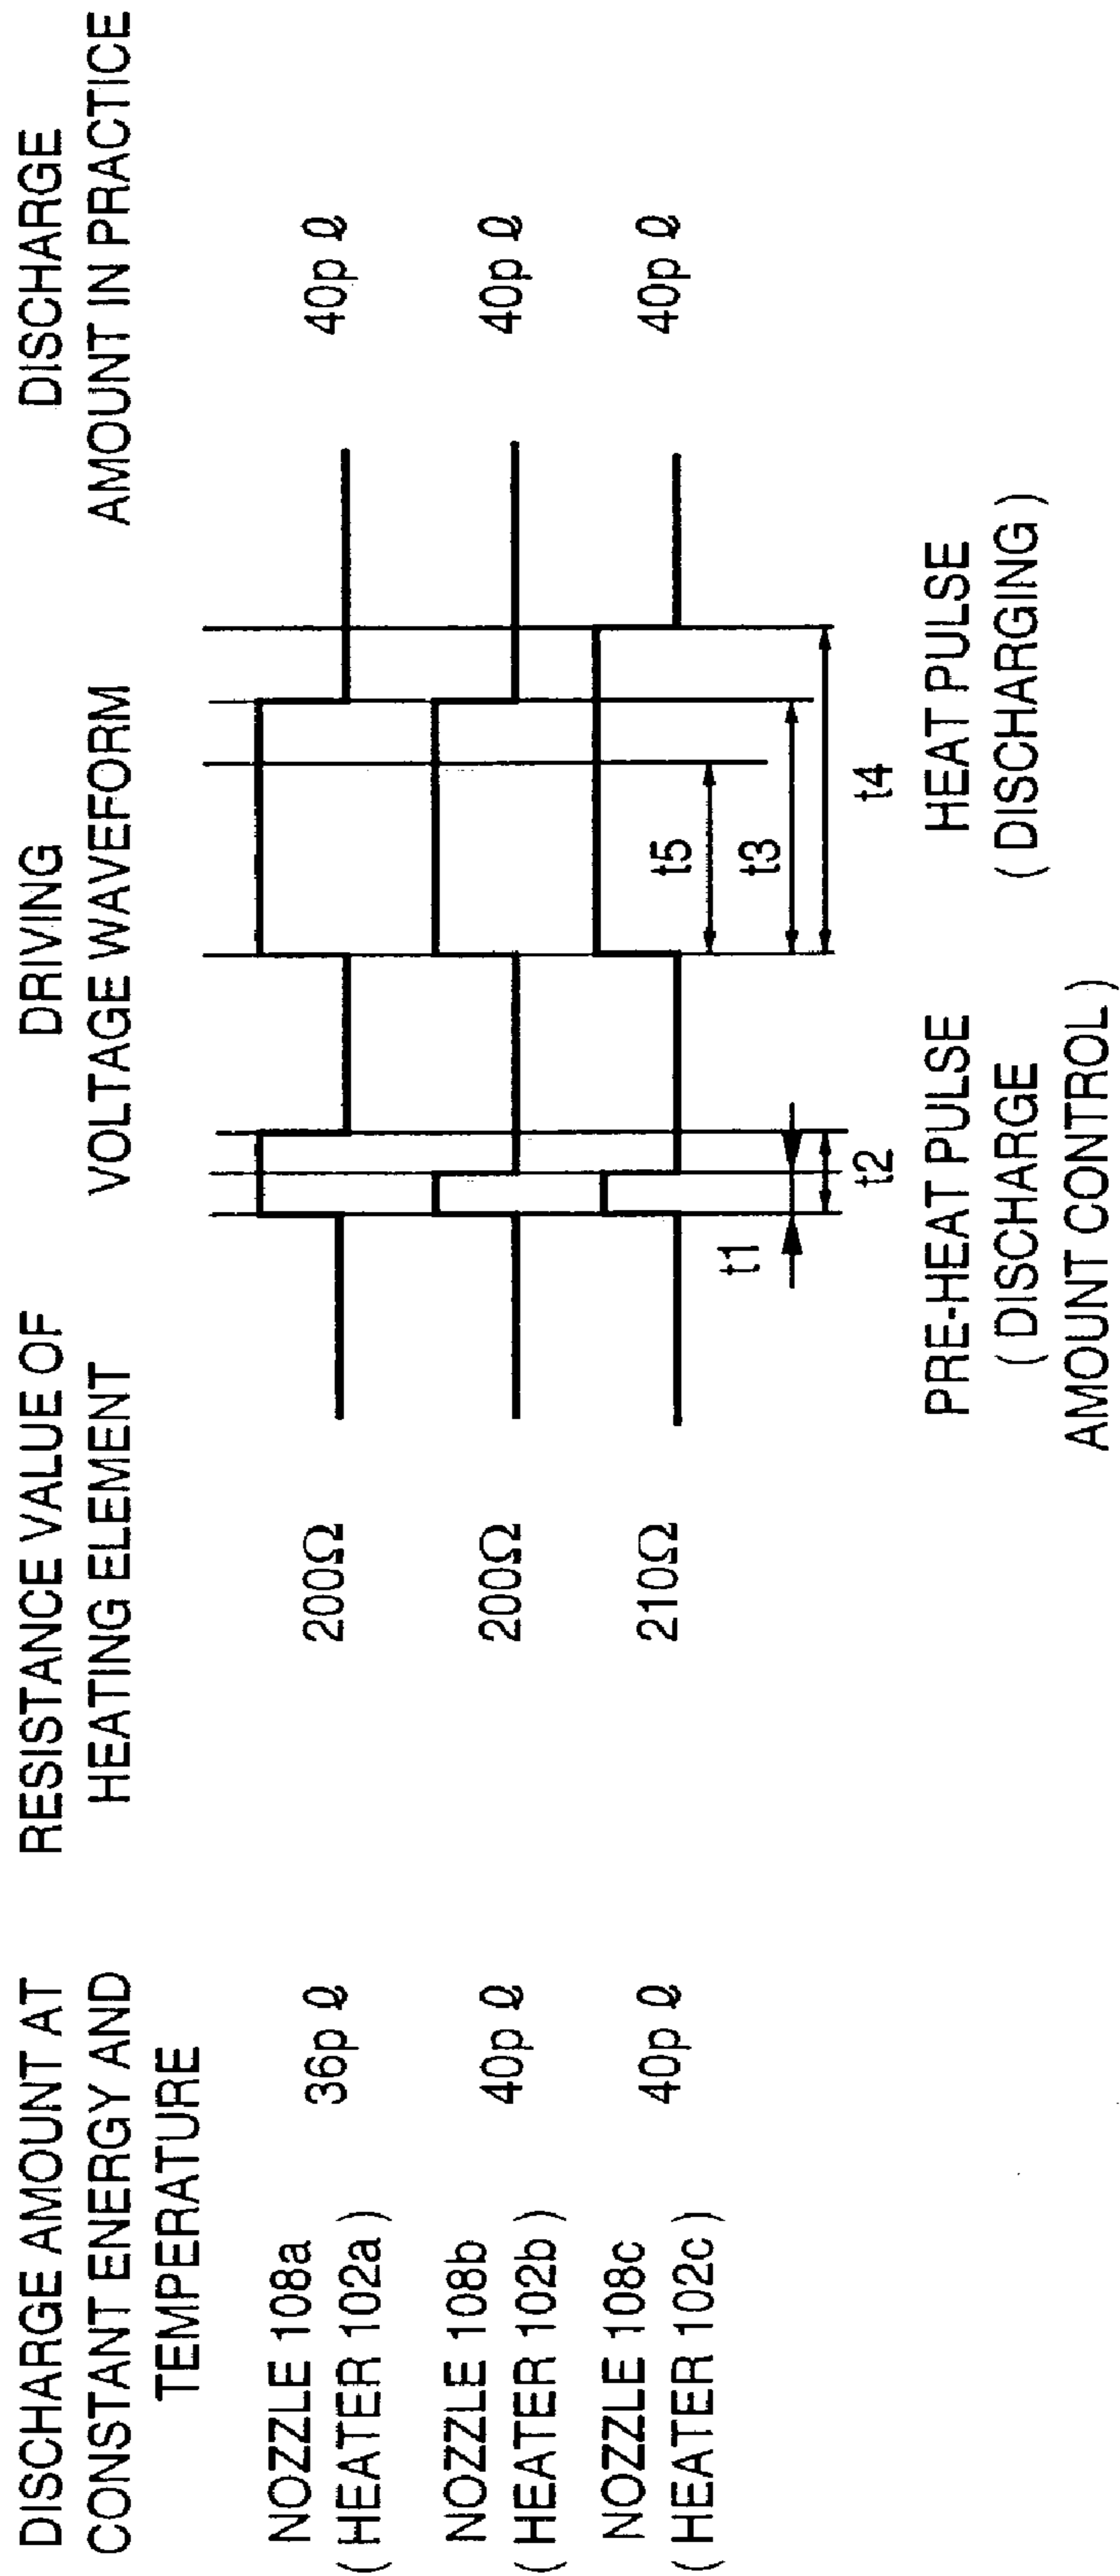 DISCHARGE AMOUNT AT
CONSTANT ENERGY AND
TEMPERATURE
RESISTANCE VALUE OF
HEATING ELEMENT
DRIVING
VOLTAGE WAVEFORM
DISCHARGE
AMOUNT IN PRACTICE
NOZZLE 108a
( HEATER 102a )
36p ℓ
200Ω
40p ℓ
NOZZLE 108b
( HEATER 102b )
40p ℓ
200Ω
40p ℓ
NOZZLE 108c
( HEATER 102c )
40p ℓ
210Ω
40p ℓ
t1
t2
t5
t3
t4
PRE-HEAT PULSE
( DISCHARGE
AMOUNT CONTROL )
HEAT PULSE
( DISCHARGING )